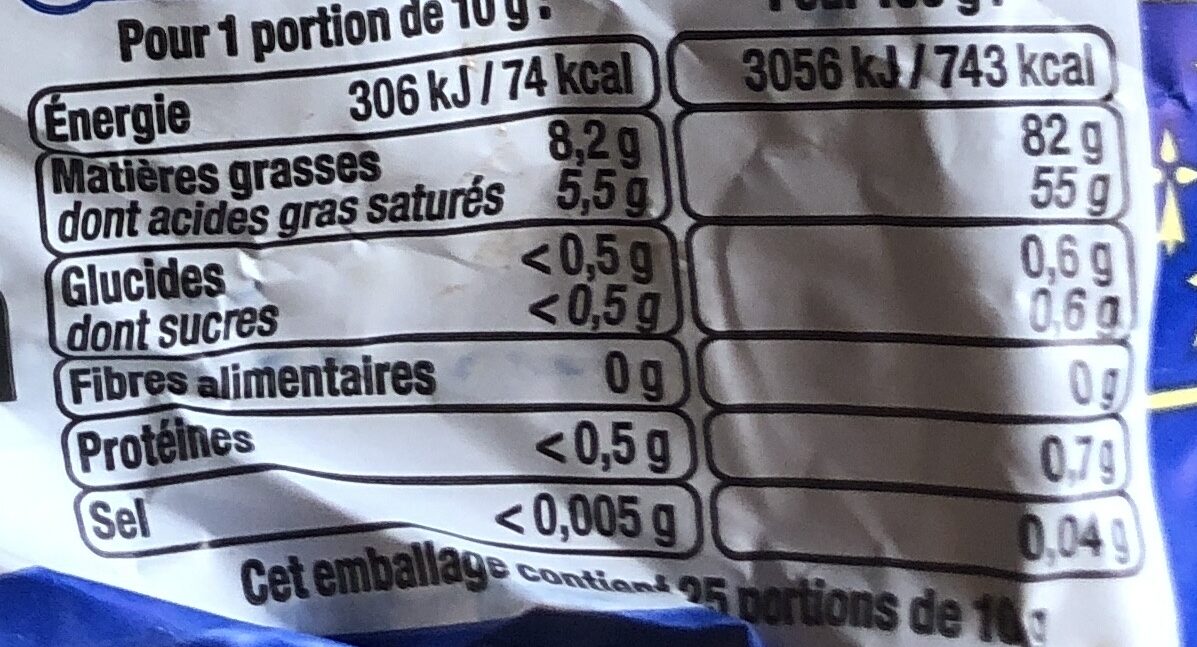 Pour 1 portion de 10 g :
Énergie 306 kJ / 74 kcal 3056 kJ / 743 kcal
Matières grasses 8,2 g 82 g
dont acides gras saturés 5,5 g 55 g
Glucides <0,5 g 0,6 g
dont sucres <0,5 g 0,6 g
Fibres alimentaires 0 g 0 g
Protéines <0,5 g 0,7 g
Sel <0,005 g 0,04 g
Cet emballage contient 25 portions de 10 g